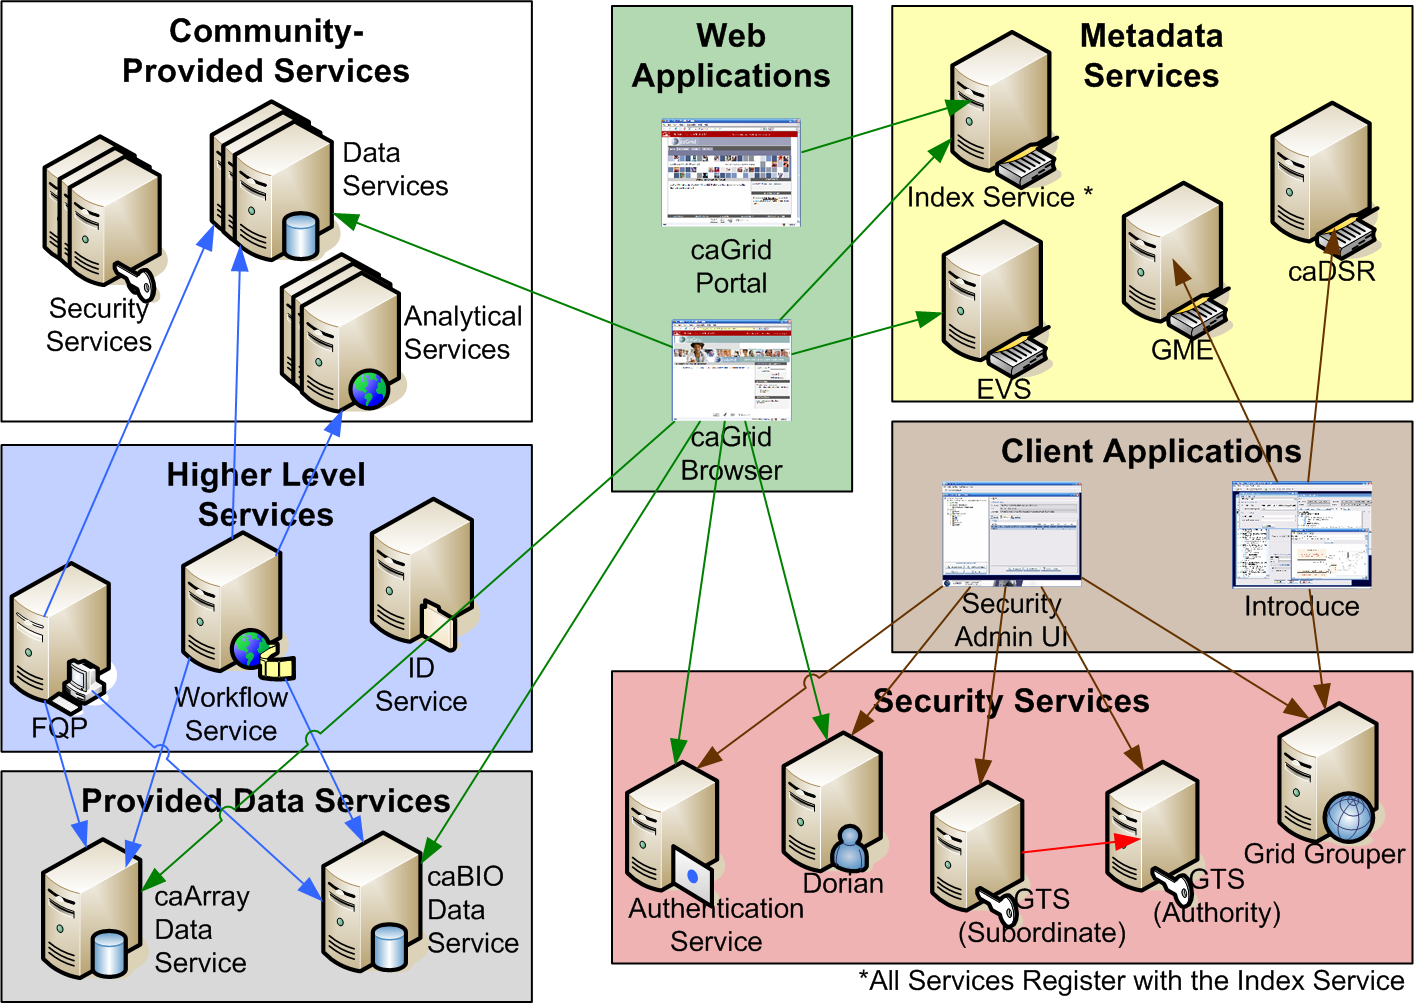 Community-
Provided Services
Data
Services
Security
Services
Analytical
Services
Higher Level
Services
FQP
Workflow
Service
ID
Service
Provided Data Services
caArray
Data
Service
caBIO
Data
Service
Web
Applications
caGrid
Portal
caGrid
Browser
Metadata
Services
Index Service *
caDSR
GME
EVS
Client Applications
Security
Admin UI
Introduce
Security Services
Authentication
Service
Dorian
GTS
(Subordinate)
GTS
(Authority)
Grid Grouper
*All Services Register with the Index Service